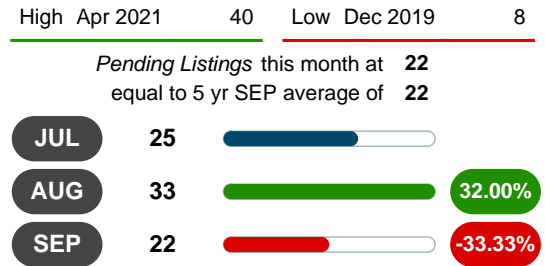 High Apr 2021 40 Low Dec 2019 8
Pending Listings this month at 22
equal to 5 yr SEP average of 22
JUL 25
AUG 33 32.00%
SEP 22 -33.33%